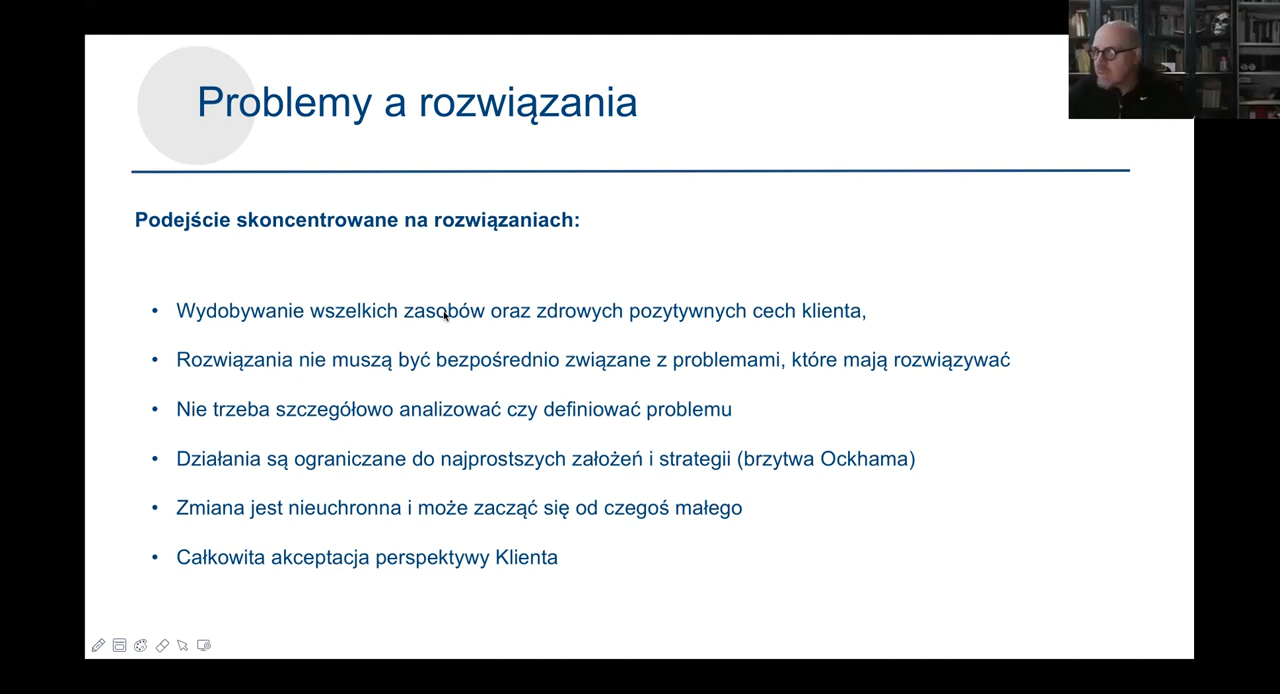 Problemy a rozwiązania
Podejście skoncentrowane na rozwiązaniach:
• Wydobywanie wszelkich zasobów oraz zdrowych pozytywnych cech klienta,
• Rozwiązania nie muszą być bezpośrednio związane z problemami, które mają rozwiązywać
• Nie trzeba szczegółowo analizować czy definiować problemu
• Działania są ograniczane do najprostszych założeń i strategii (brzytwa Ockhama)
• Zmiana jest nieuchronna i może zacząć się od czegoś małego
• Całkowita akceptacja perspektywy Klienta